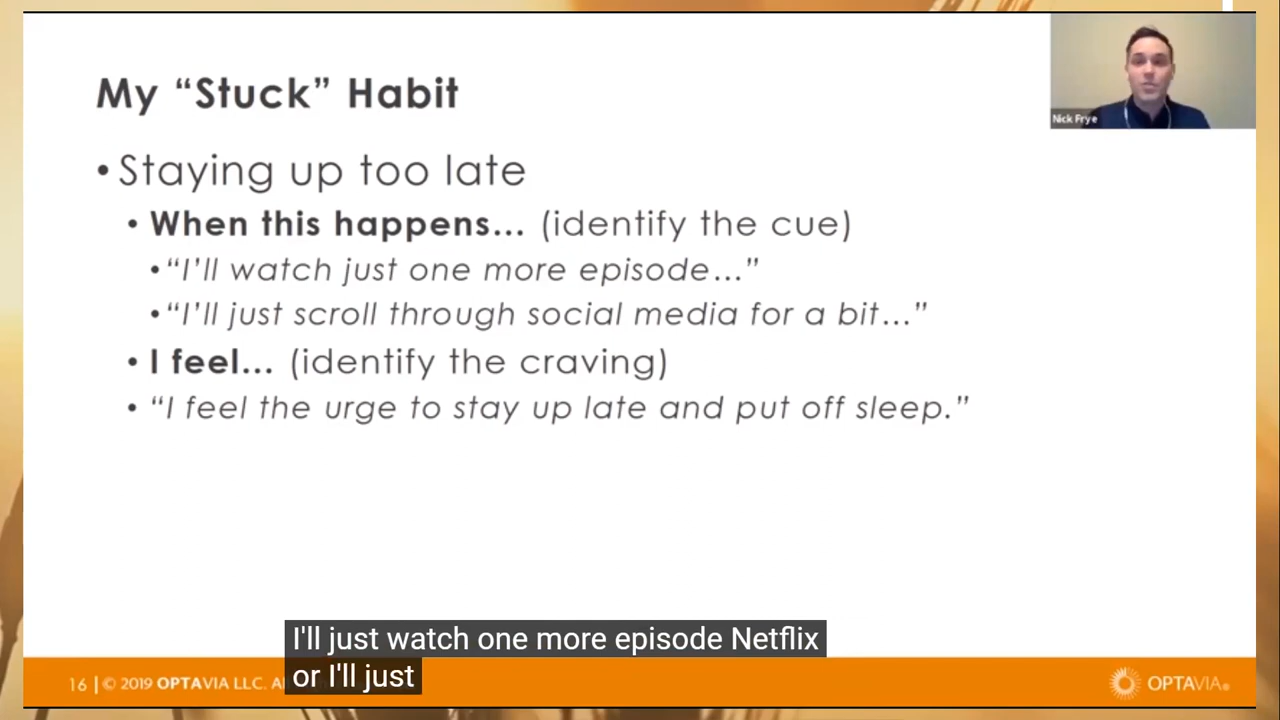 My “Stuck” Habit
Nick Frye
• Staying up too late
• When this happens... (identify the cue)
• “I’ll watch just one more episode...”
• “I’ll just scroll through social media for a bit...”
• I feel... (identify the craving)
• “I feel the urge to stay up late and put off sleep.”
I'll just watch one more episode Netflix
or I'll just
16 | © 2019 OPTAVIA LLC.
OPTAVIA®